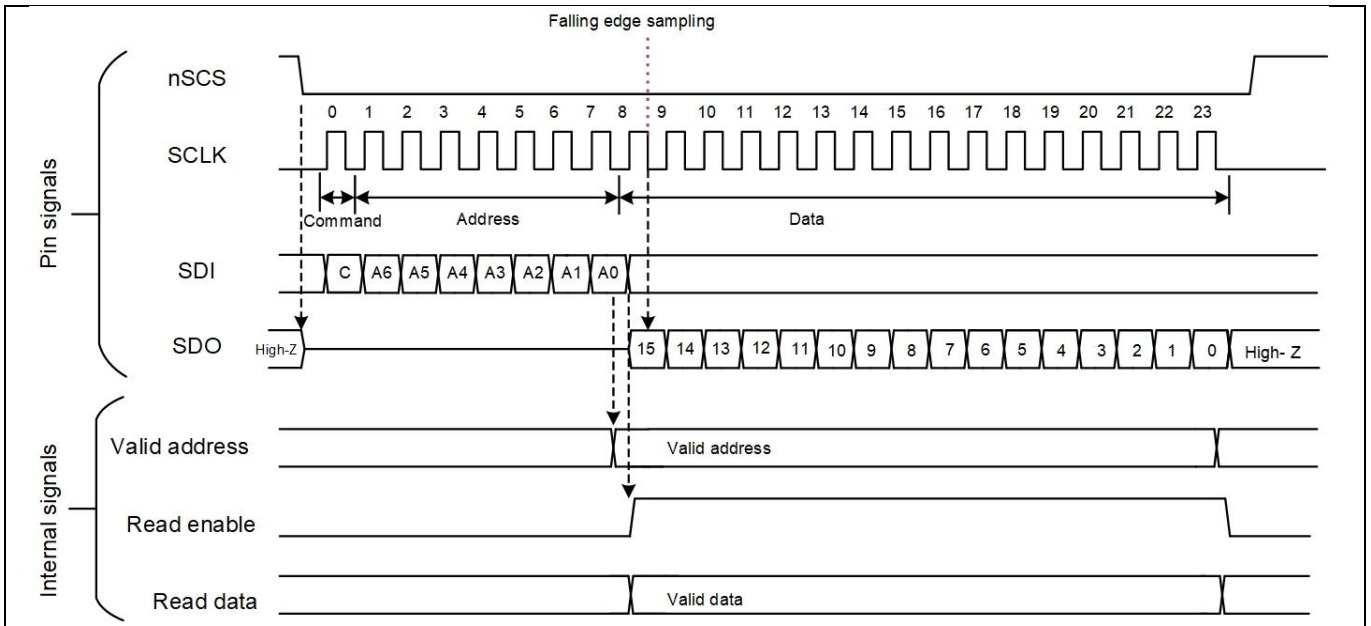 Falling edge sampling
nSCS
0 1 2 3 4 5 6 7 8 9 10 11 12 13 14 15 16 17 18 19 20 21 22 23
SCLK
Command Address Data
Pin signals
SDI C A6 A5 A4 A3 A2 A1 A0
SDO High-Z 15 14 13 12 11 10 9 8 7 6 5 4 3 2 1 0 High- Z
Valid address Valid address
Internal signals
Read enable
Read data Valid data